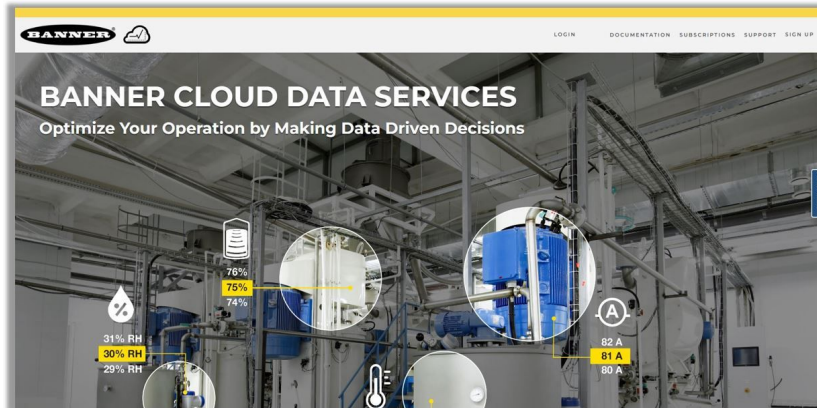 BANNER
LOGIN DOCUMENTATION SUBSCRIPTIONS SUPPORT SIGN UP
BANNER CLOUD DATA SERVICES
Optimize Your Operation by Making Data Driven Decisions
76%
75%
74%
%
31% RH
30% RH
29% RH
A
82 A
81 A
80 A